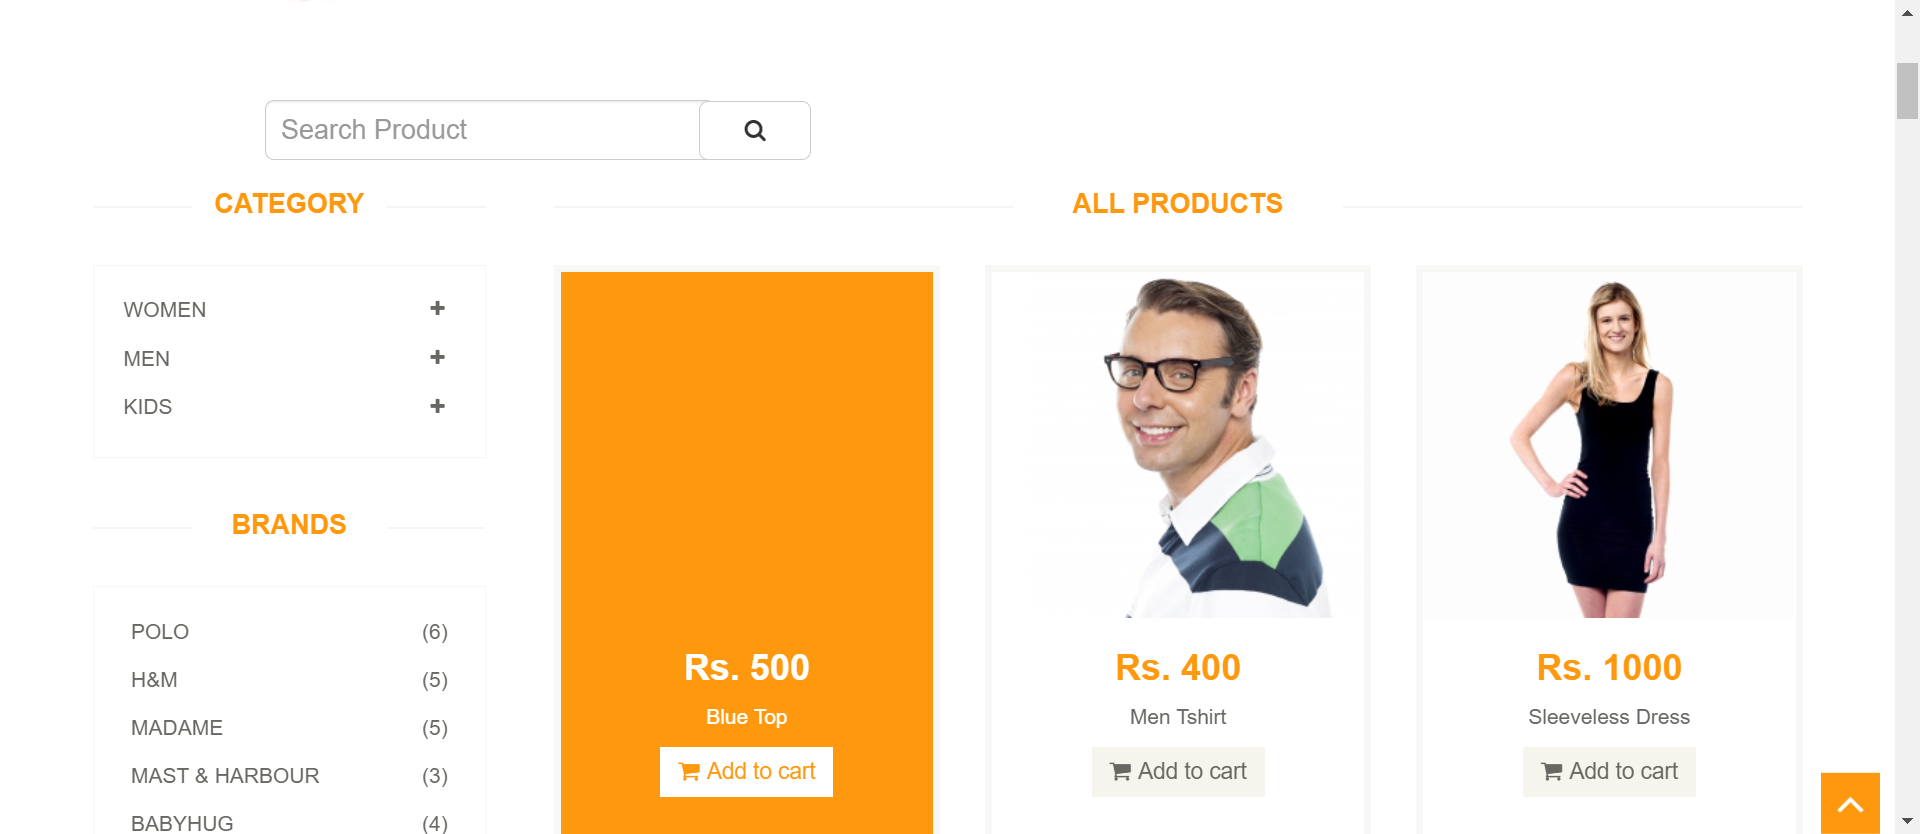 Search Product
CATEGORY
WOMEN
MEN
KIDS
BRANDS
POLO (6)
H&M (5)
MADAME (5)
MAST & HARBOUR (3)
BABYHUG (4)
ALL PRODUCTS
Rs. 500
Blue Top
Add to cart
Rs. 400
Men Tshirt
Add to cart
Rs. 1000
Sleeveless Dress
Add to cart